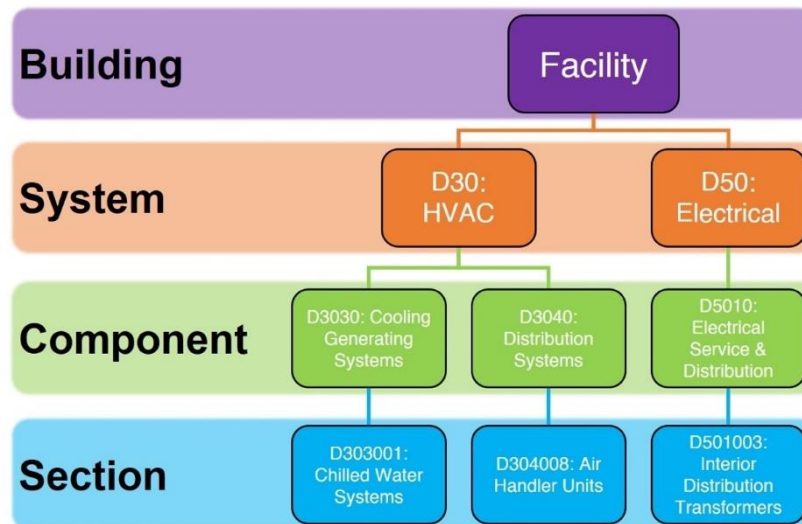 Building
Facility
System
D30:
HVAC
D50:
Electrical
Component
D3030: Cooling
Generating
Systems
D3040:
Distribution
Systems
D5010:
Electrical
Service &
Distribution
Section
D303001:
Chilled Water
Systems
D304008: Air
Handler Units
D501003:
Interior
Distribution
Transformers